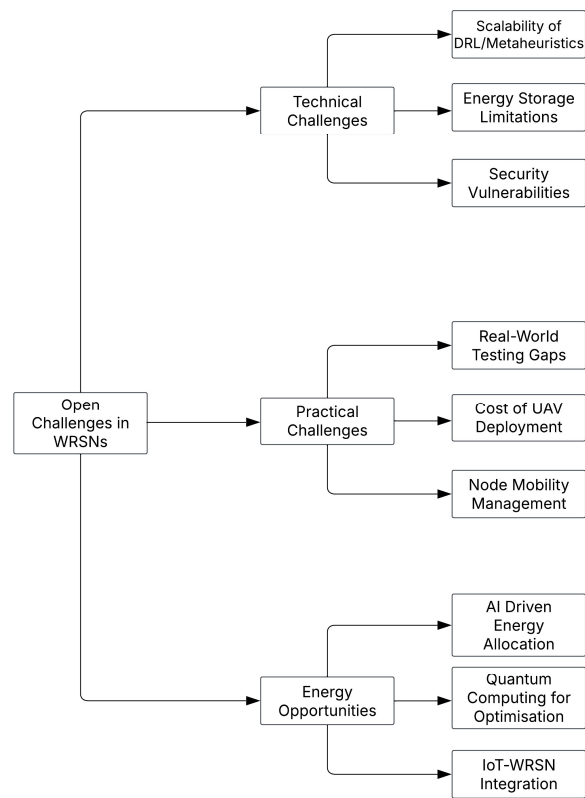 Scalability of
DRL/Metaheuristics
Technical
Challenges
Energy Storage
Limitations
Security
Vulnerabilities
Real-World
Testing Gaps
Open
Challenges in
WRSNs
Practical
Challenges
Cost of UAV
Deployment
Node Mobility
Management
AI Driven
Energy
Allocation
Energy
Opportunities
Quantum
Computing for
Optimisation
IoT-WRSN
Integration